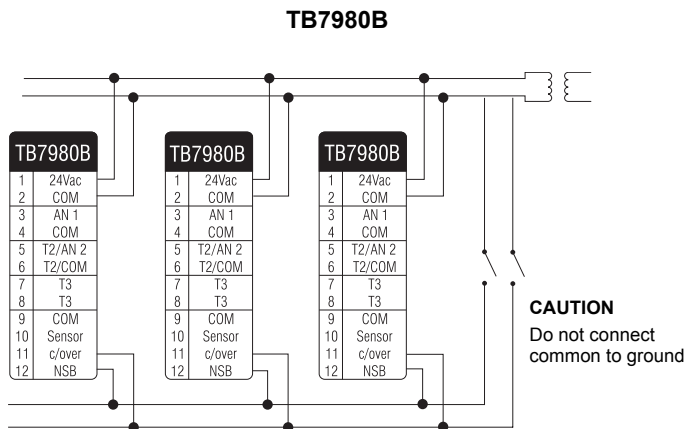 TB7980B
TB7980B TB7980B TB7980B
1 24Vac 1 24Vac 1 24Vac
2 COM 2 COM 2 COM
3 AN 1 3 AN 1 3 AN 1
4 COM 4 COM 4 COM
5 T2/AN 2 5 T2/AN 2 5 T2/AN 2
6 T2/COM 6 T2/COM 6 T2/COM
7 T3 7 T3 7 T3
8 T3 8 T3 8 T3
9 COM 9 COM 9 COM
10 Sensor 10 Sensor 10 Sensor
11 c/over 11 c/over 11 c/over
12 NSB 12 NSB 12 NSB
CAUTION
Do not connect
common to ground